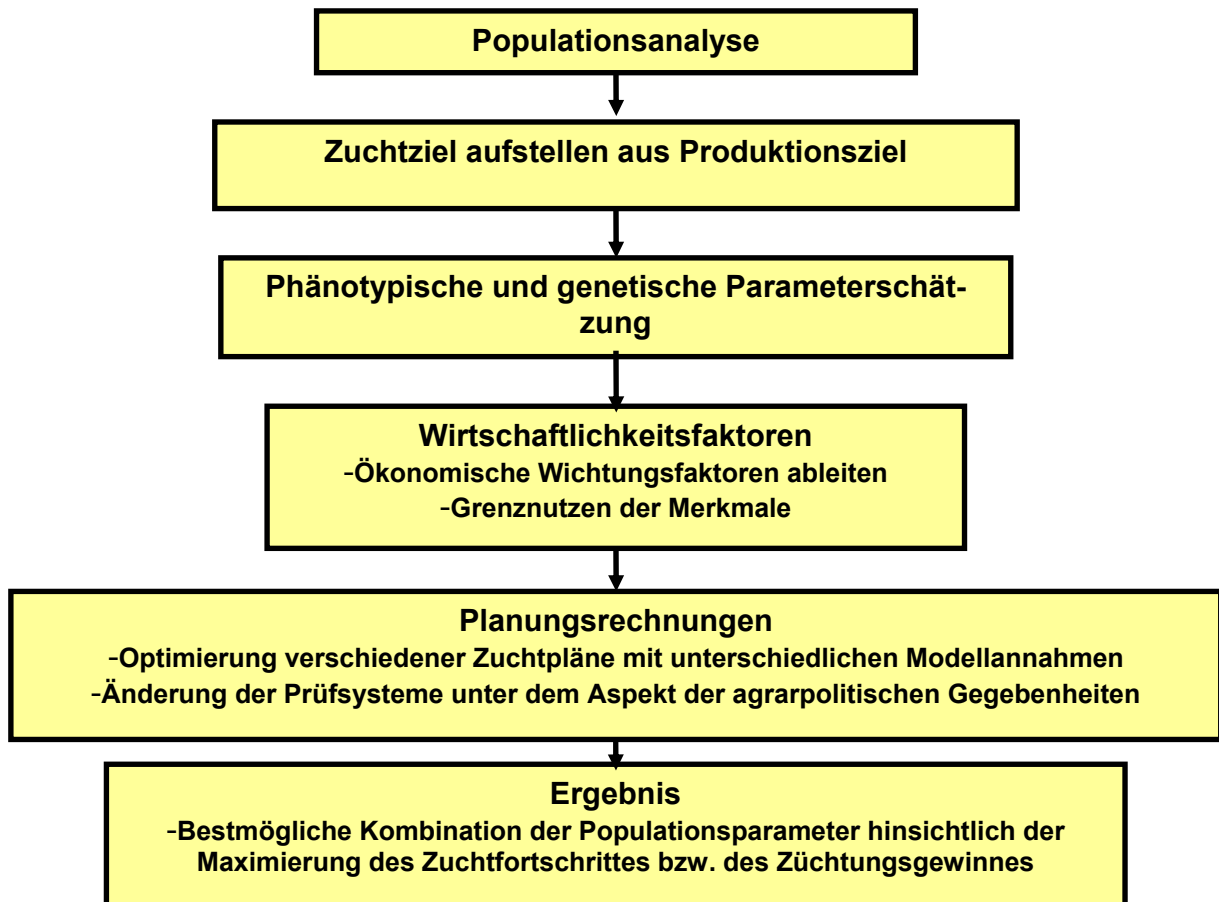 Populationsanalyse
Zuchtziel aufstellen aus Produktionsziel
Phänotypische und genetische Parameterschät-
zung
Wirtschaftlichkeitsfaktoren
-Ökonomische Wichtungsfaktoren ableiten
-Grenznutzen der Merkmale
Planungsrechnungen
-Optimierung verschiedener Zuchtpläne mit unterschiedlichen Modellannahmen
-Änderung der Prüfsysteme unter dem Aspekt der agrarpolitischen Gegebenheiten
Ergebnis
-Bestmögliche Kombination der Populationsparameter hinsichtlich der
Maximierung des Zuchtfortschrittes bzw. des Züchtungsgewinnes